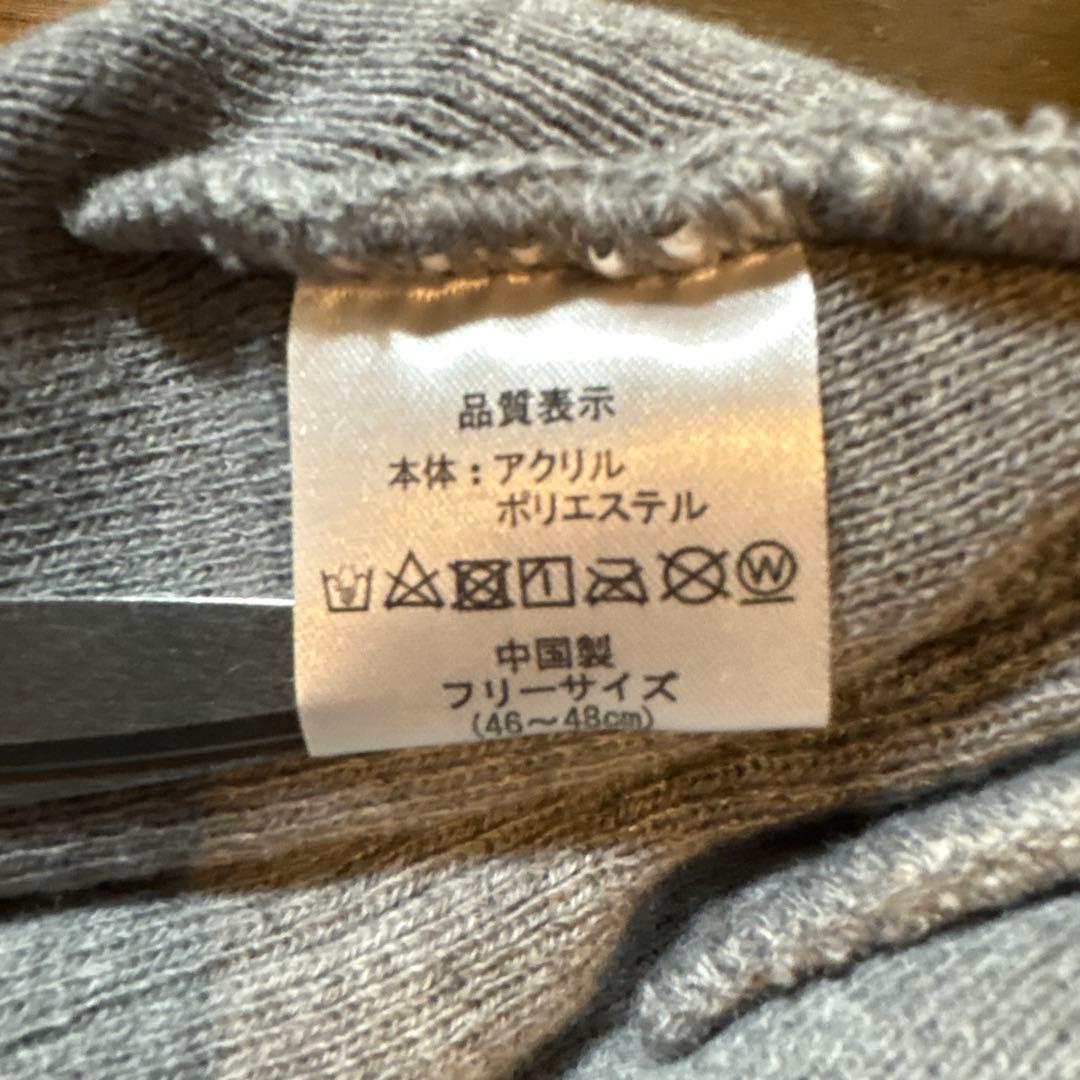 品質表示
本体：アクリル
ポリエステル
W
中国製
フリーサイズ
(46～48cm)